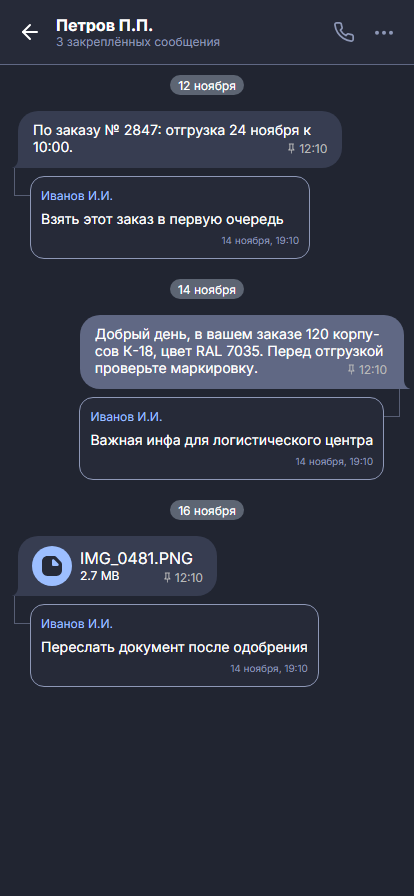 Петров П.П.
3 закреплённых сообщения
12 ноября
По заказу № 2847: отгрузка 24 ноября к
10:00.
12:10
Иванов И.И.
Взять этот заказ в первую очередь
14 ноября, 19:10
14 ноября
Добрый день, в вашем заказе 120 корпу-
сов К-18, цвет RAL 7035. Перед отгрузкой
проверьте маркировку.
12:10
Иванов И.И.
Важная инфа для логистического центра
14 ноября, 19:10
16 ноября
IMG_0481.PNG
2.7 MB
12:10
Иванов И.И.
Переслать документ после одобрения
14 ноября, 19:10